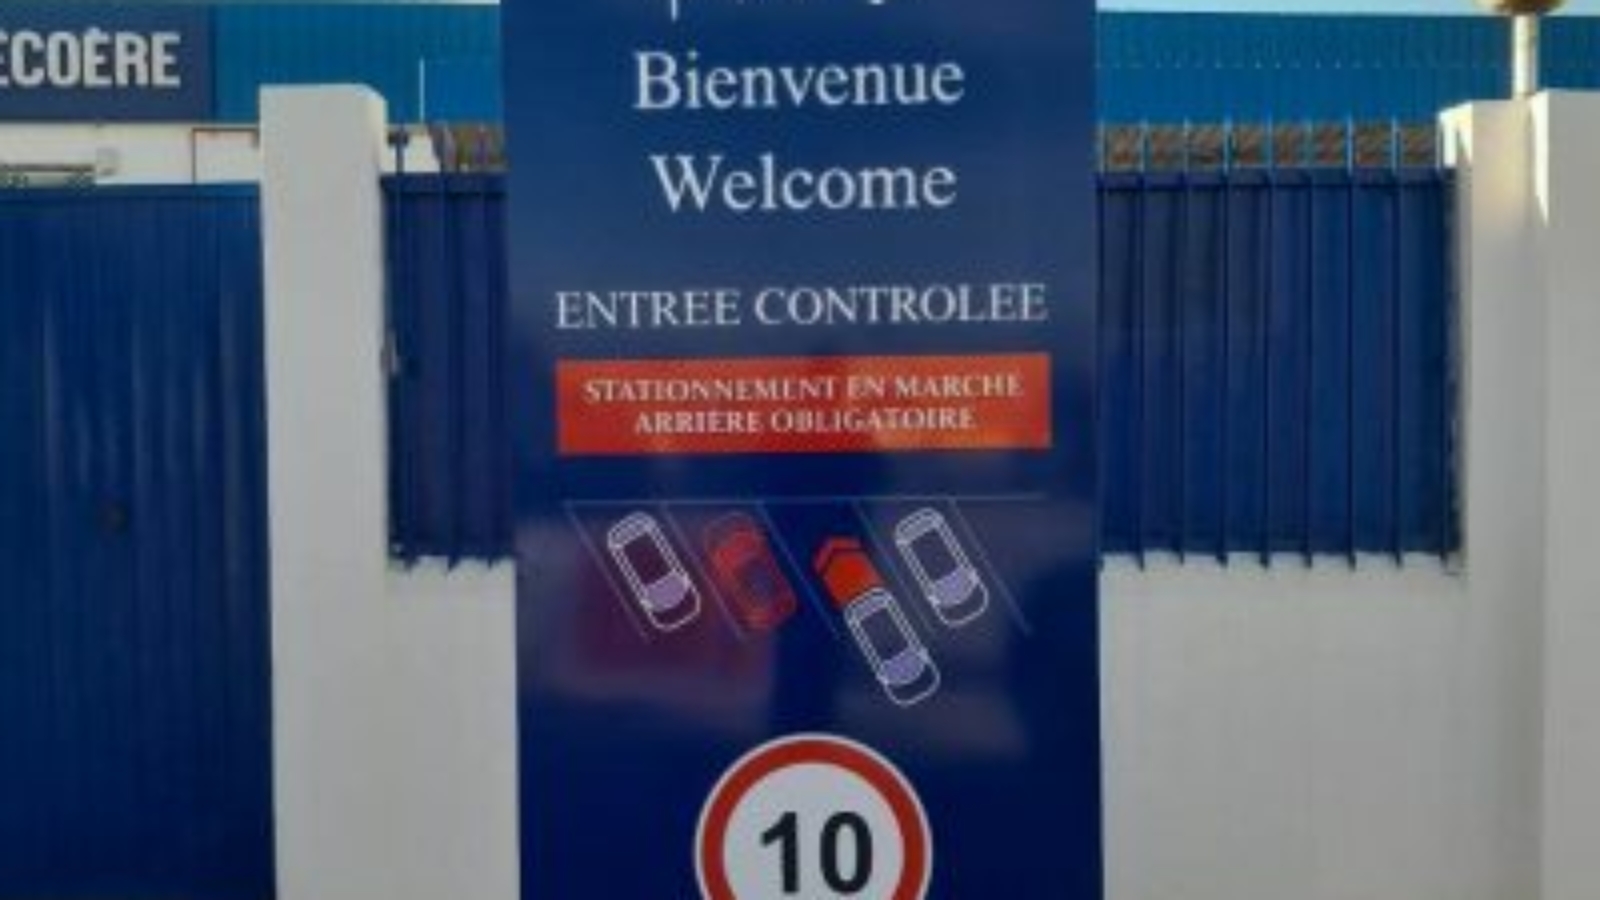 ECOÈRE
Bienvenue
Welcome
ENTREE CONTROLEE
STATIONNEMENT EN MARCHE
ARRIÈRE OBLIGATOIRE
10